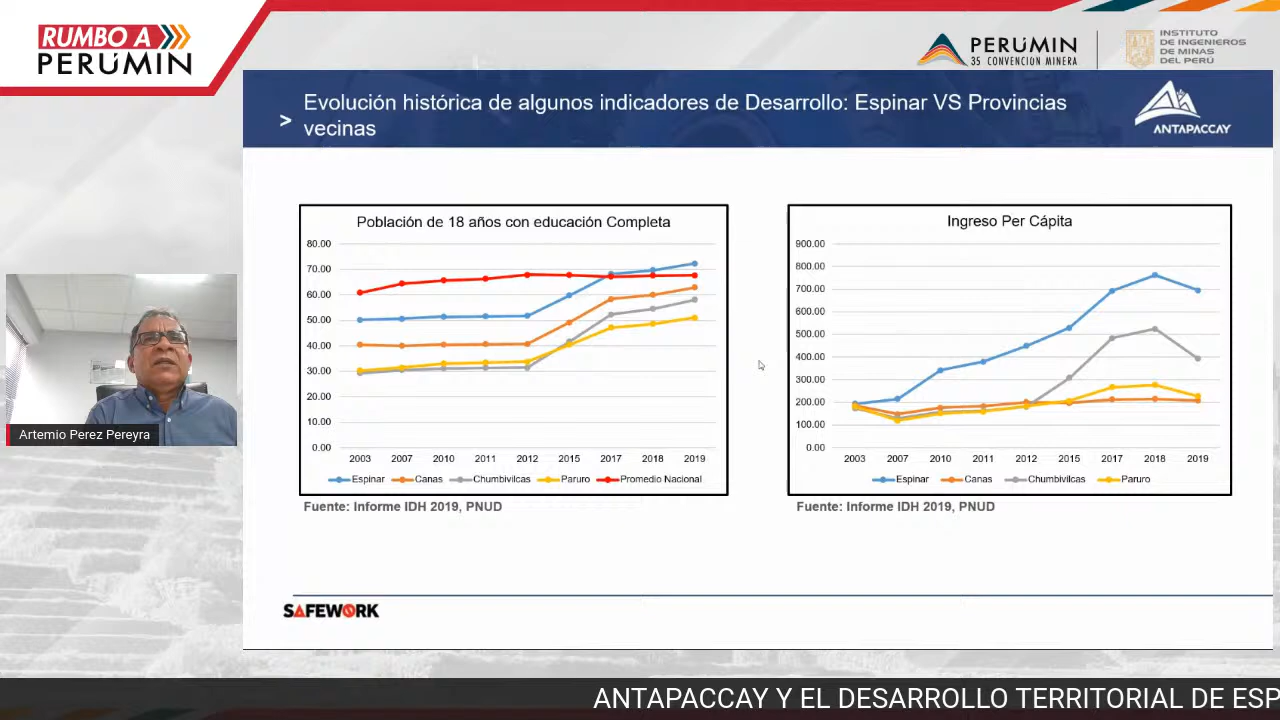 RUMBO A
PERÚMIN
PERÚMIN
35 CONVENCIÓN MINERA
INSTITUTO
DE INGENIEROS
DE MINAS
DEL PERÚ
> Evolución histórica de algunos indicadores de Desarrollo: Espinar VS Provincias
vecinas
ANTAPACCAY
Población de 18 años con educación Completa
80.00
70.00
60.00
50.00
40.00
30.00
20.00
10.00
0.00
2003 2007 2010 2011 2012 2015 2017 2018 2019
Espinar Canas Chumbivilcas Paruro Promedio Nacional
Fuente: Informe IDH 2019, PNUD
Ingreso Per Cápita
900.00
800.00
700.00
600.00
500.00
400.00
300.00
200.00
100.00
0.00
2003 2007 2010 2011 2012 2015 2017 2018 2019
Espinar Canas Chumbivilcas Paruro
Fuente: Informe IDH 2019, PNUD
Artemio Perez Pereyra
SAFEWORK
ANTAPACCAY Y EL DESARROLLO TERRITORIAL DE ESP